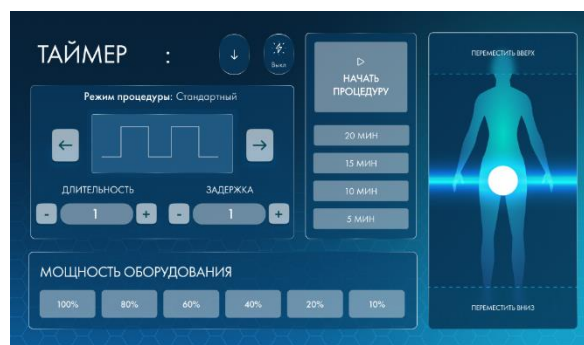 ТАЙМЕР :
↓
Выкл
Режим процедуры: Стандартный
← →
ДЛИТЕЛЬНОСТЬ
- 1 +
ЗАДЕРЖКА
- 1 +
НАЧАТЬ
ПРОЦЕДУРУ
20 МИН
15 МИН
10 МИН
5 МИН
МОЩНОСТЬ ОБОРУДОВАНИЯ
100% 80% 60% 40% 20% 10%
ПЕРЕМЕСТИТЬ ВВЕРХ
ПЕРЕМЕСТИТЬ ВНИЗ